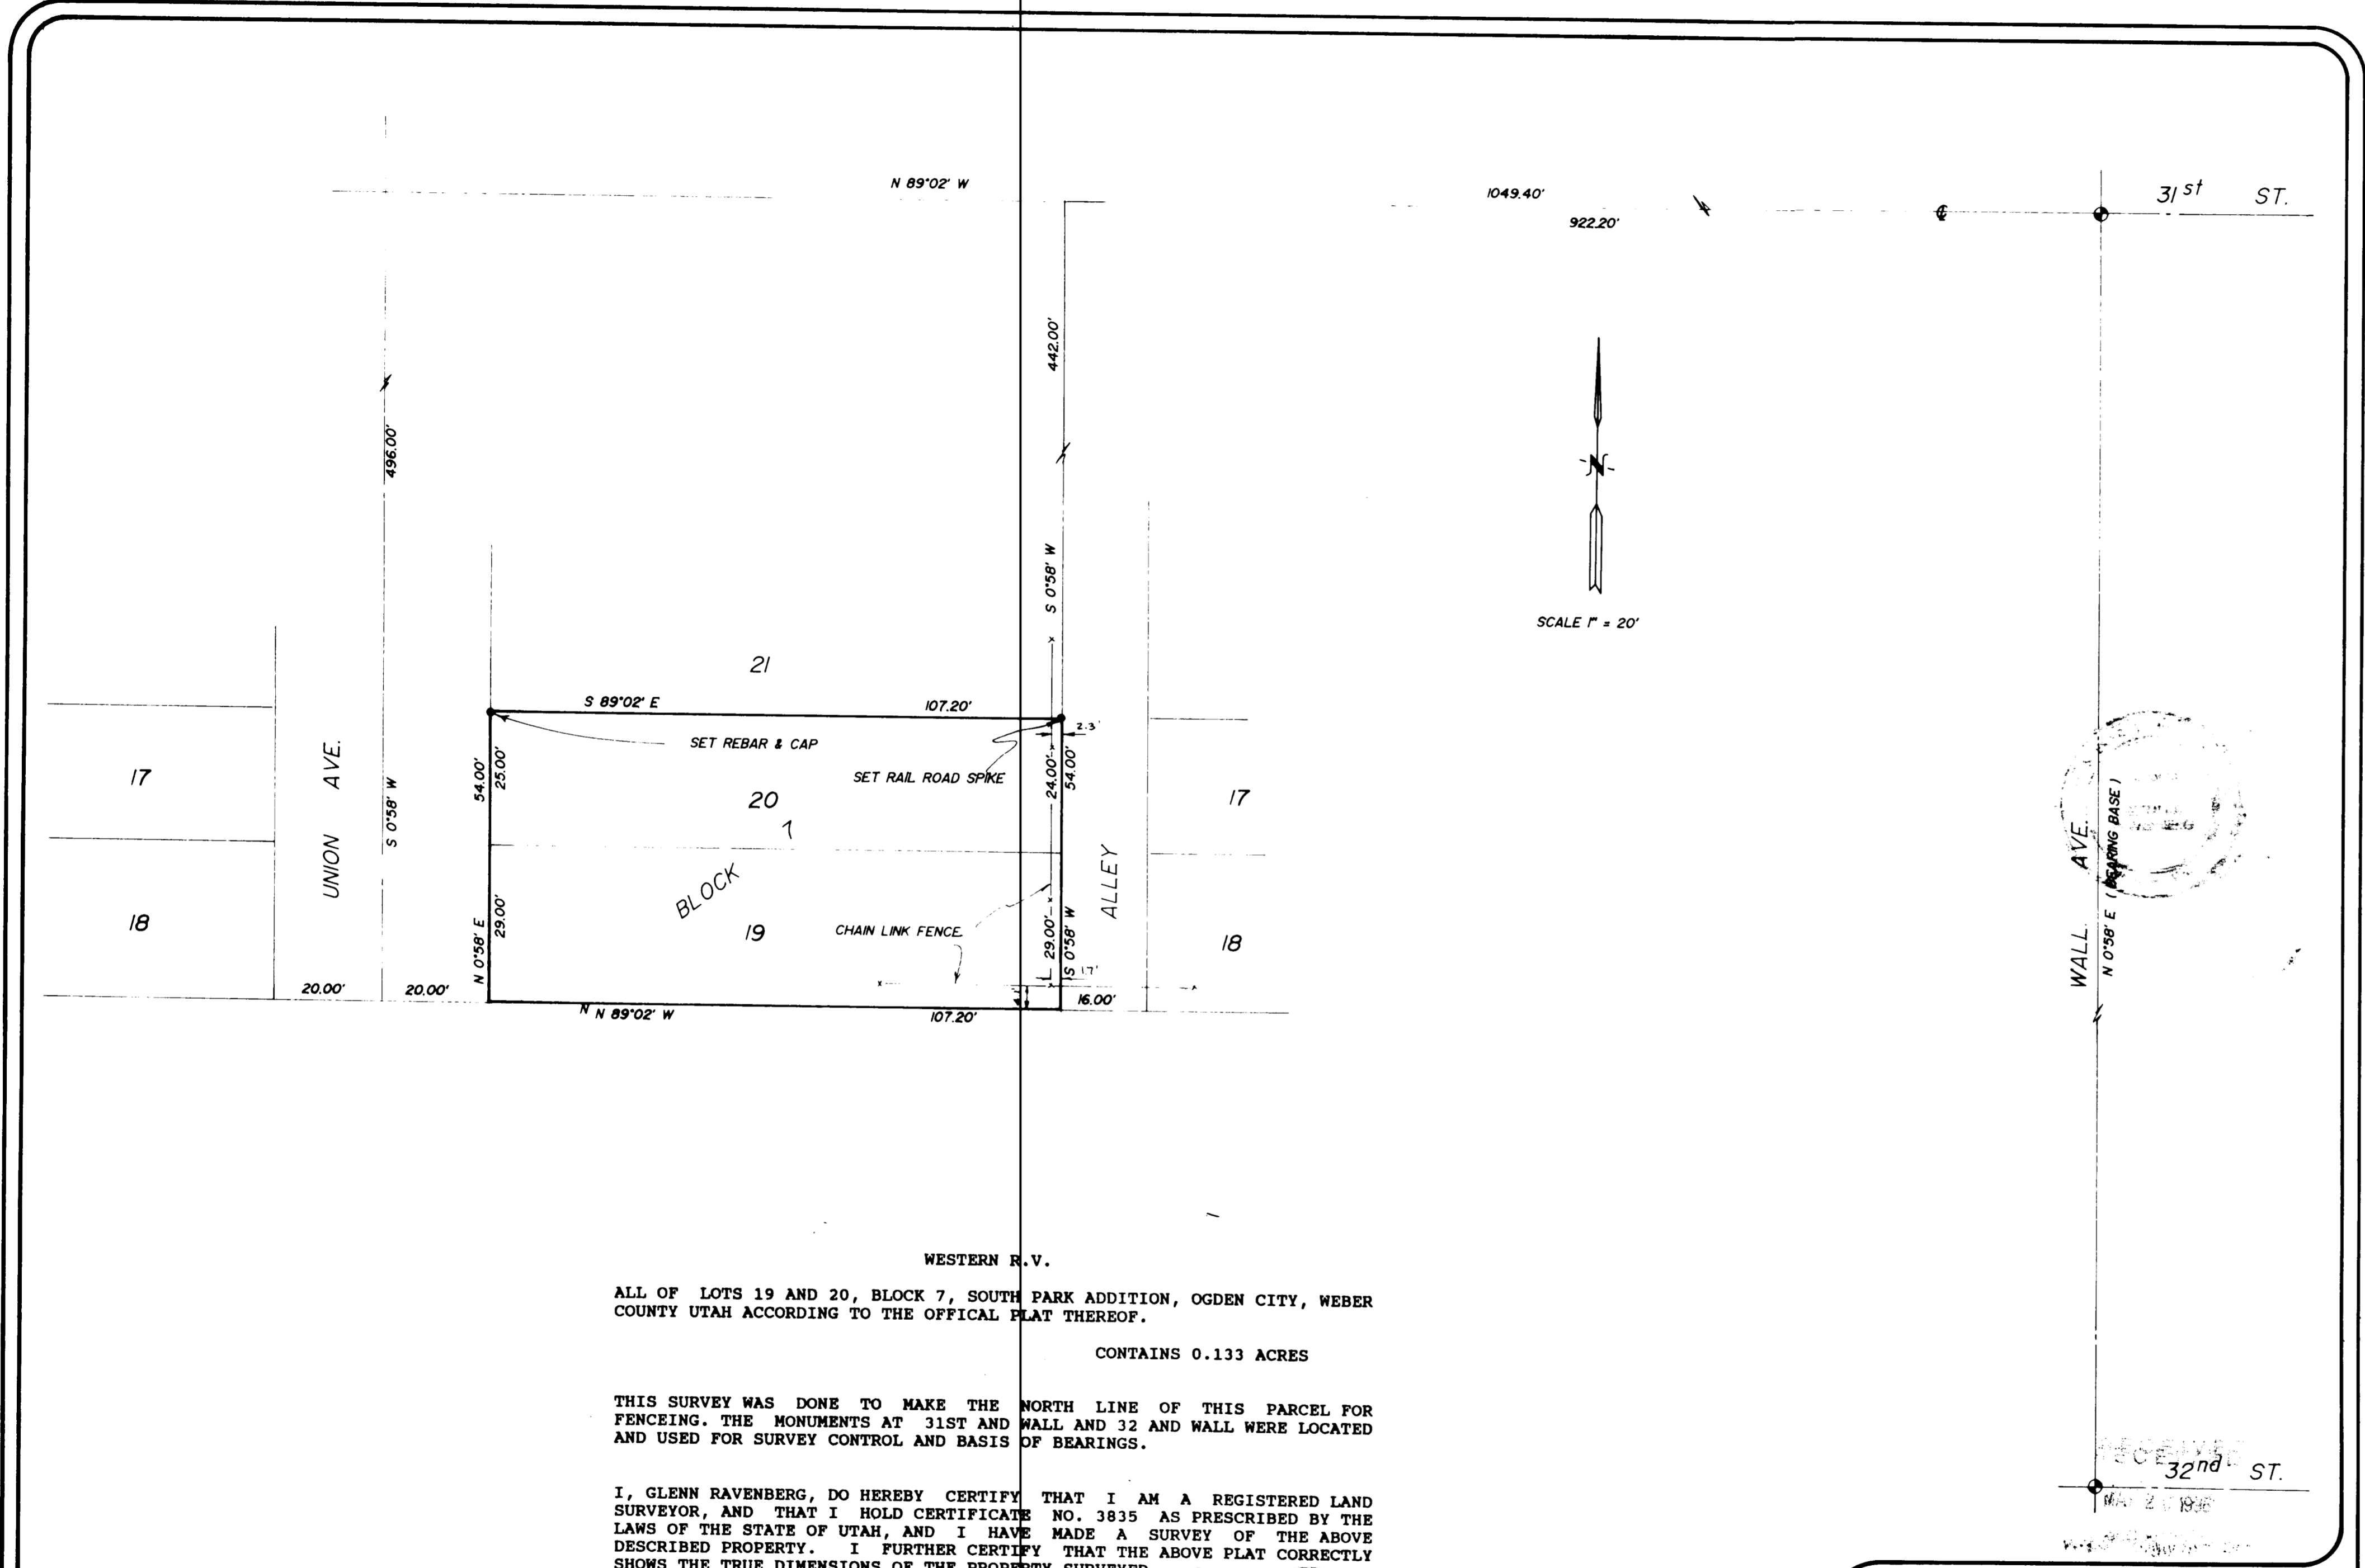 N 89°02' W
1049.40'
922.20'
31st ST.
442.00'
496.00'
S 0°58' W
N
SCALE 1" = 20'
21
S 89°02' E 107.20'
2.3'
SET REBAR & CAP
SET RAIL ROAD SPIKE
54.00'
25.00'
24.00'
54.00'
17
UNION AVE.
S 0°58' W
20
17
BLOCK 7
ALLEY
18
N 0°58' E
29.00'
19
CHAIN LINK FENCE
29.00'
S 0°58' W
1.7'
18
WALL AVE.
N 0°58' E (BEARING BASE)
20.00' 20.00'
16.00'
N N 89°02' W 107.20'
WESTERN R.V.
ALL OF LOTS 19 AND 20, BLOCK 7, SOUTH PARK ADDITION, OGDEN CITY, WEBER
COUNTY UTAH ACCORDING TO THE OFFICAL PLAT THEREOF.
CONTAINS 0.133 ACRES
THIS SURVEY WAS DONE TO MAKE THE NORTH LINE OF THIS PARCEL FOR
FENCEING. THE MONUMENTS AT 31ST AND WALL AND 32 AND WALL WERE LOCATED
AND USED FOR SURVEY CONTROL AND BASIS OF BEARINGS.
32nd ST.
I, GLENN RAVENBERG, DO HEREBY CERTIFY THAT I AM A REGISTERED LAND
SURVEYOR, AND THAT I HOLD CERTIFICATE NO. 3835 AS PRESCRIBED BY THE
LAWS OF THE STATE OF UTAH, AND I HAVE MADE A SURVEY OF THE ABOVE
DESCRIBED PROPERTY. I FURTHER CERTIFY THAT THE ABOVE PLAT CORRECTLY
SHOWS THE TRUE DIMENSIONS OF THE PROPERTY SURVEYED